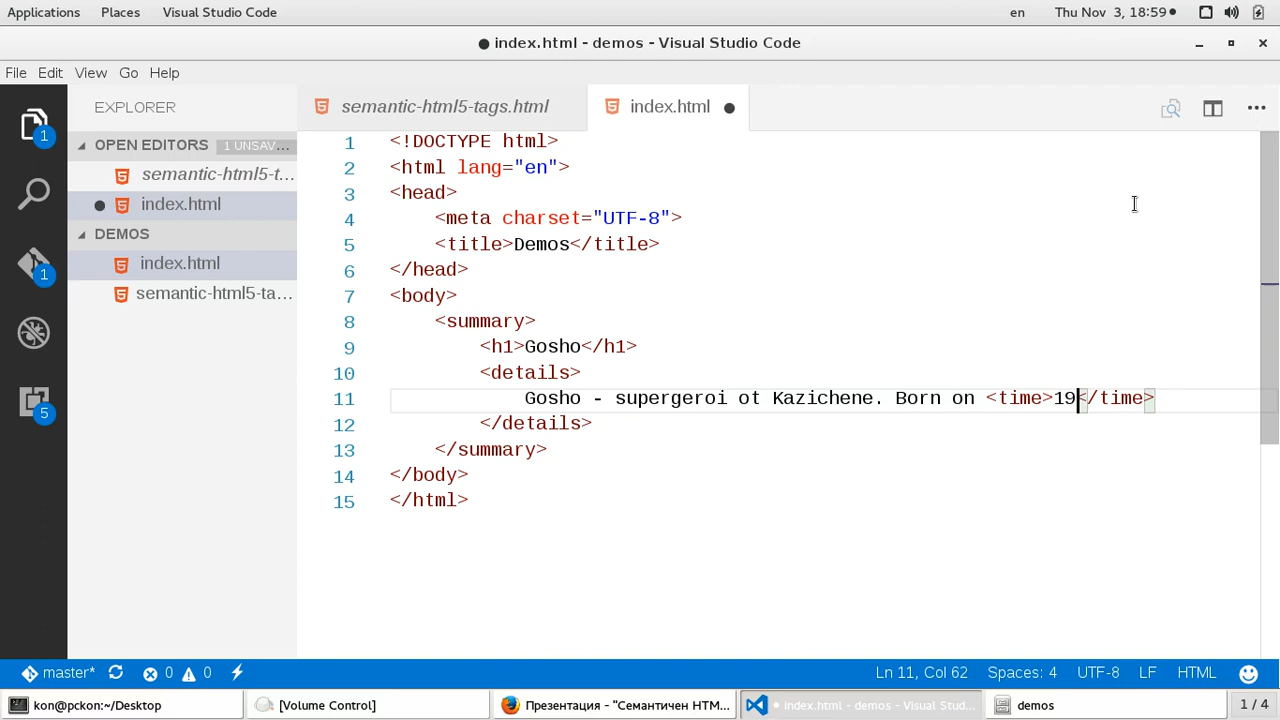 Applications Places Visual Studio Code en Thu Nov 3, 18:59
index.html - demos - Visual Studio Code
File Edit View Go Help
EXPLORER
semantic-html5-tags.html
index.html
OPEN EDITORS 1 UNSAV...
semantic-html5-t...
index.html
DEMOS
index.html
semantic-html5-ta...
1
1
5
1 <!DOCTYPE html>
2 <html lang="en">
3 <head>
4     <meta charset="UTF-8">
5     <title>Demos</title>
6 </head>
7 <body>
8     <summary>
9         <h1>Gosho</h1>
10         <details>
11             Gosho - supergeroi ot Kazichene. Born on <time>19</time>
12         </details>
13     </summary>
14 </body>
15 </html>
master* 0 0 Ln 11, Col 62 Spaces: 4 UTF-8 LF HTML
kon@pckon:~/Desktop [Volume Control] Презентация - "Семантичен HTM... index.html - demos - Visual Stud... demos 1 / 4